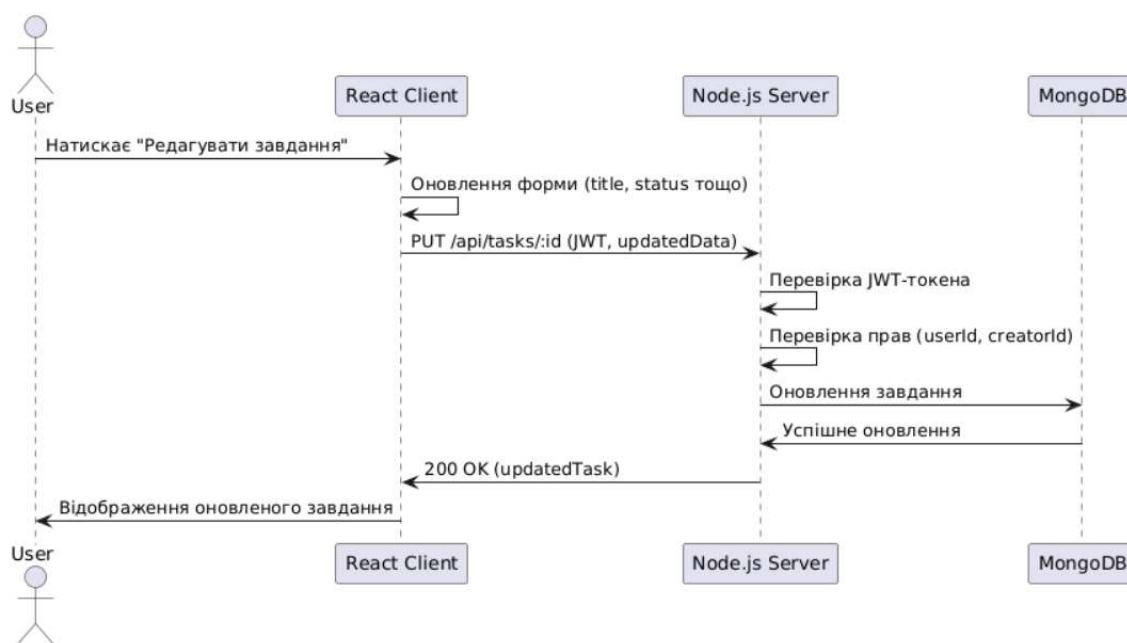 User
React Client
Node.js Server
MongoDB
Натискає "Редагувати завдання"
Оновлення форми (title, status тощо)
PUT /api/tasks/:id (JWT, updatedData)
Перевірка JWT-токена
Перевірка прав (userId, creatorId)
Оновлення завдання
Успішне оновлення
200 OK (updatedTask)
Відображення оновленого завдання
User
React Client
Node.js Server
MongoDB